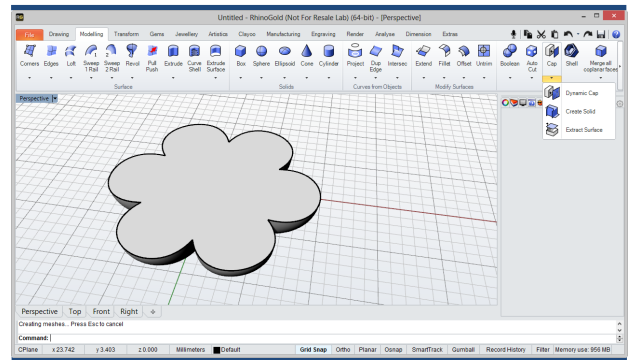 Untitled - RhinoGold (Not For Resale Lab) (64-bit) - [Perspective]
File Drawing Modelling Transform Gems Jewellery Artistics Clayoo Manufacturing Engraving Render Analyse Dimension Extras
Corners Edges Loft Sweep 1 Rail Sweep 2 Rail Revol Pull Push Extrude Curve Shell Extrude Surface Box Sphere Ellipsoid Cone Cylinder Project Dup Edge Intersec Extend Fillet Offset Untrim Boolean Auto Cut Cap Shell Merge all coplanar faces
Surface Solids Curves from Objects Modify Surfaces
Perspective
Dynamic Cap
Create Solid
Extract Surface
Perspective Top Front Right
Creating meshes... Press Esc to cancel
Command:
CPlane x 23.742 y 3.403 z 0.000 Millimeters Default Grid Snap Ortho Planar Osnap SmartTrack Gumball Record History Filter Memory use: 956 MB